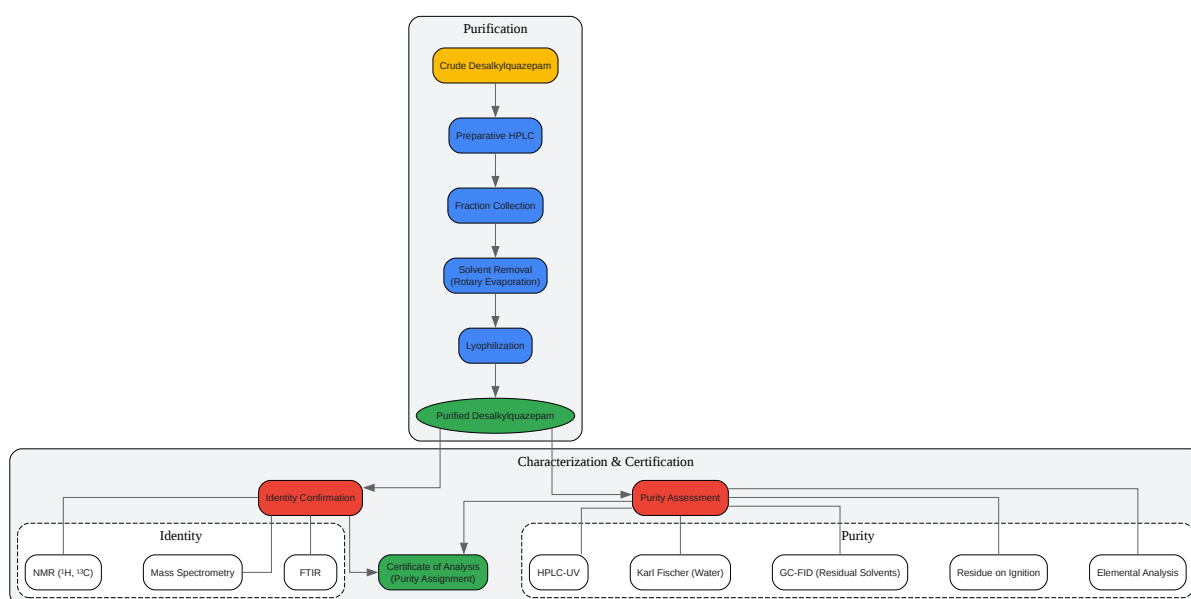 Purification
Crude Desalkylquazepam
Preparative HPLC
Fraction Collection
Solvent Removal
(Rotary Evaporation)
Lyophilization
Purified Desalkylquazepam
Characterization & Certification
Identity Confirmation
Purity Assessment
Identity
Purity
NMR (¹H, ¹³C)
Mass Spectrometry
FTIR
Certificate of Analysis
(Purity Assignment)
HPLC-UV
Karl Fischer (Water)
GC-FID (Residual Solvents)
Residue on Ignition
Elemental Analysis